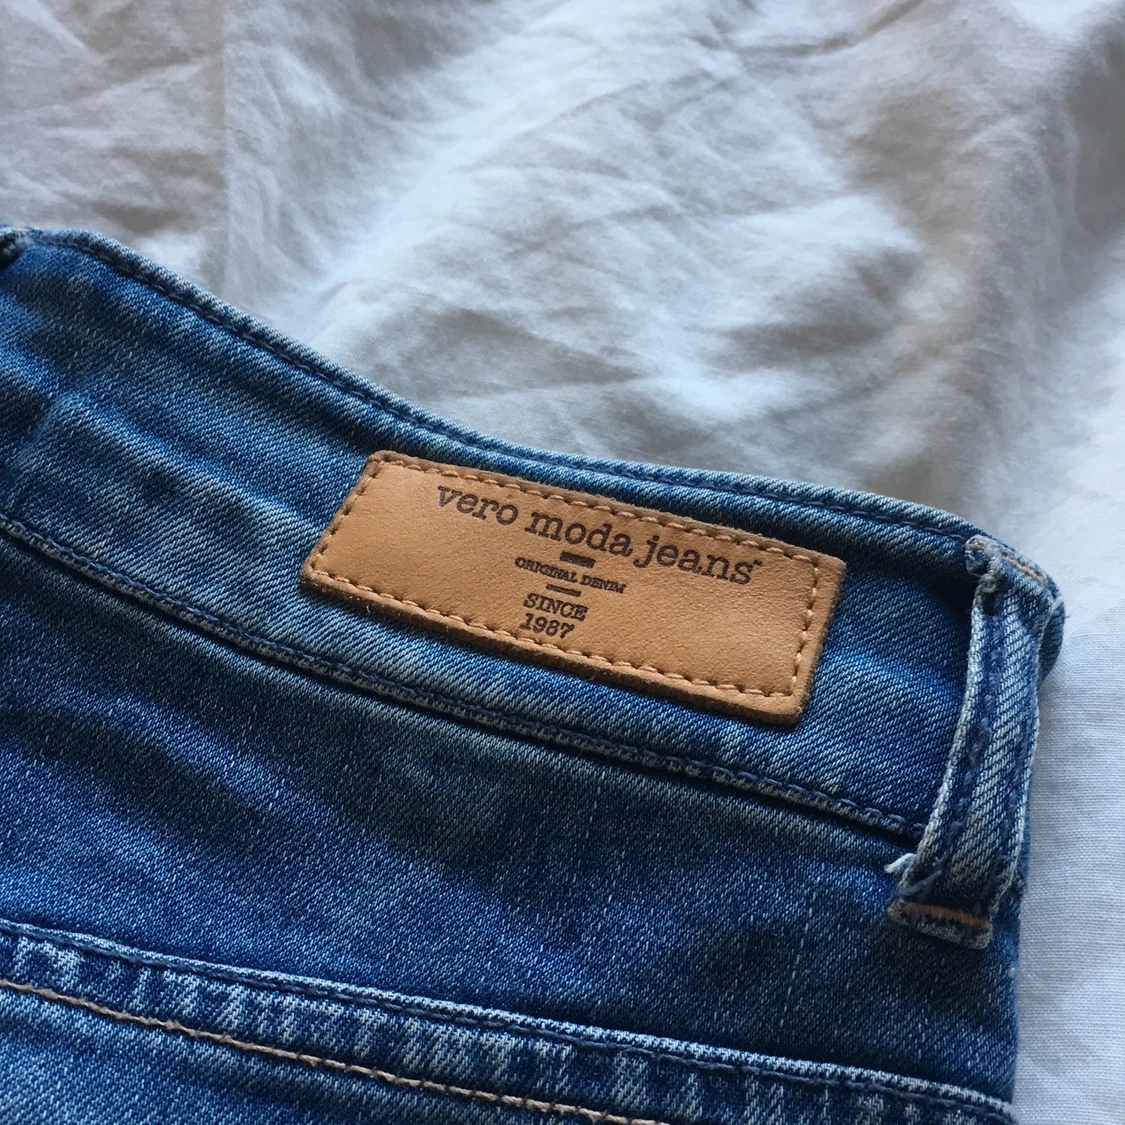 vero moda jeans
ORIGINAL DENIM
SINCE
1987